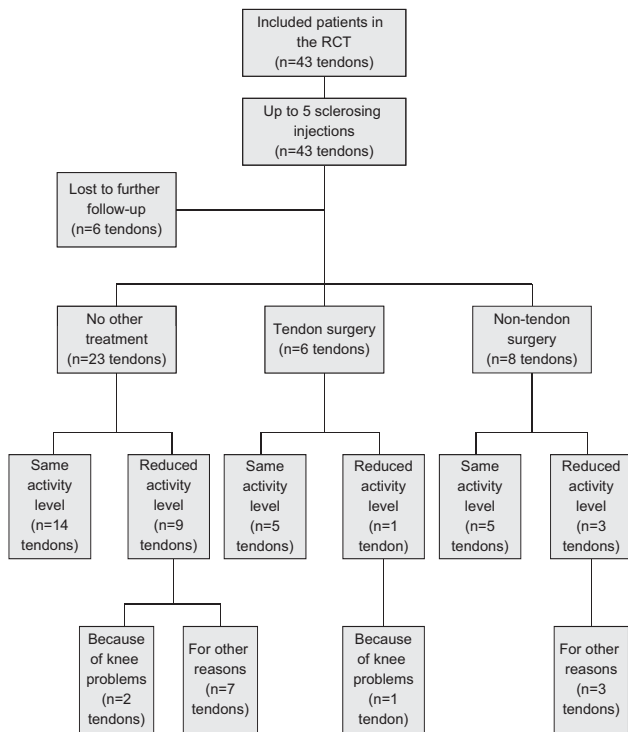 Included patients in
the RCT
(n=43 tendons)
Up to 5 sclerosing
injections
(n=43 tendons)
Lost to further
follow-up
(n=6 tendons)
No other
treatment
(n=23 tendons)
Tendon surgery
(n=6 tendons)
Non-tendon
surgery
(n=8 tendons)
Same
activity
level
(n=14
tendons)
Reduced
activity
level
(n=9
tendons)
Same
activity
level
(n=5
tendons)
Reduced
activity
level
(n=1
tendon)
Same
activity
level
(n=5
tendons)
Reduced
activity
level
(n=3
tendons)
Because
of knee
problems
(n=2
tendons)
For other
reasons
(n=7
tendons)
Because
of knee
problems
(n=1
tendon)
For other
reasons
(n=3
tendons)